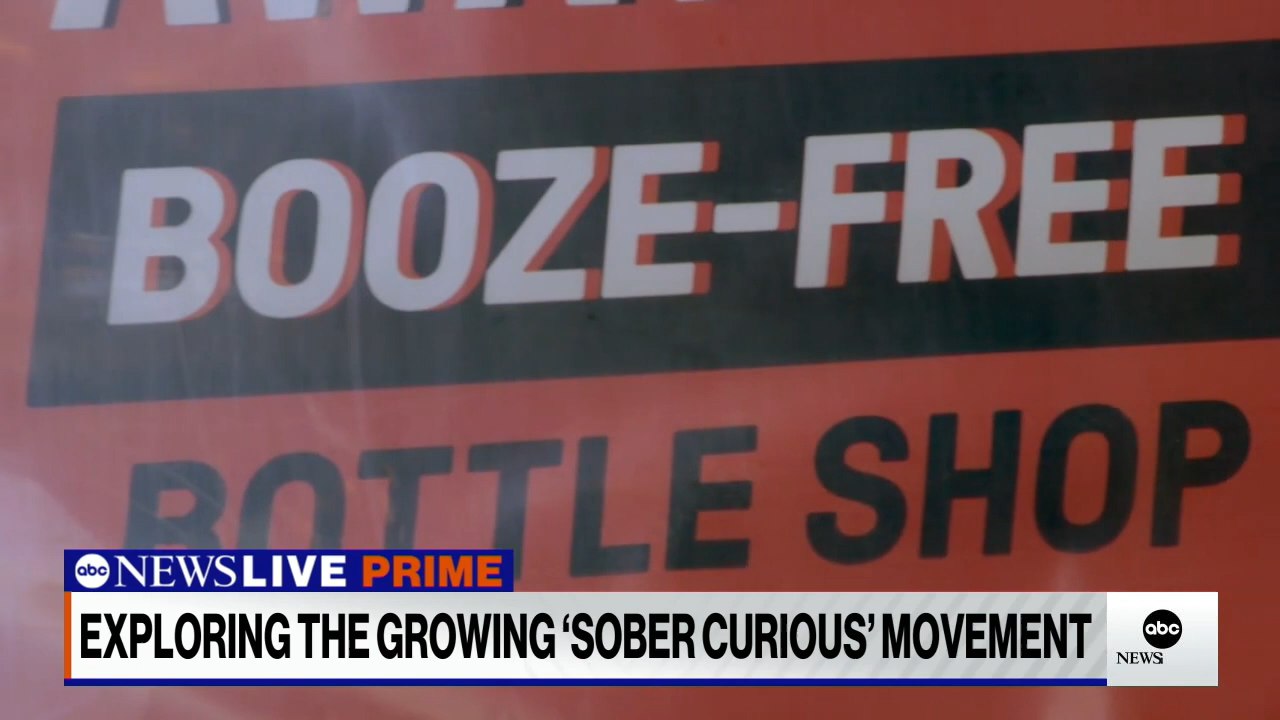 BOOZE-FREE
BOTTLE SHOP
abc NEWS LIVE PRIME
EXPLORING THE GROWING ‘SOBER CURIOUS’ MOVEMENT
abc
NEWS